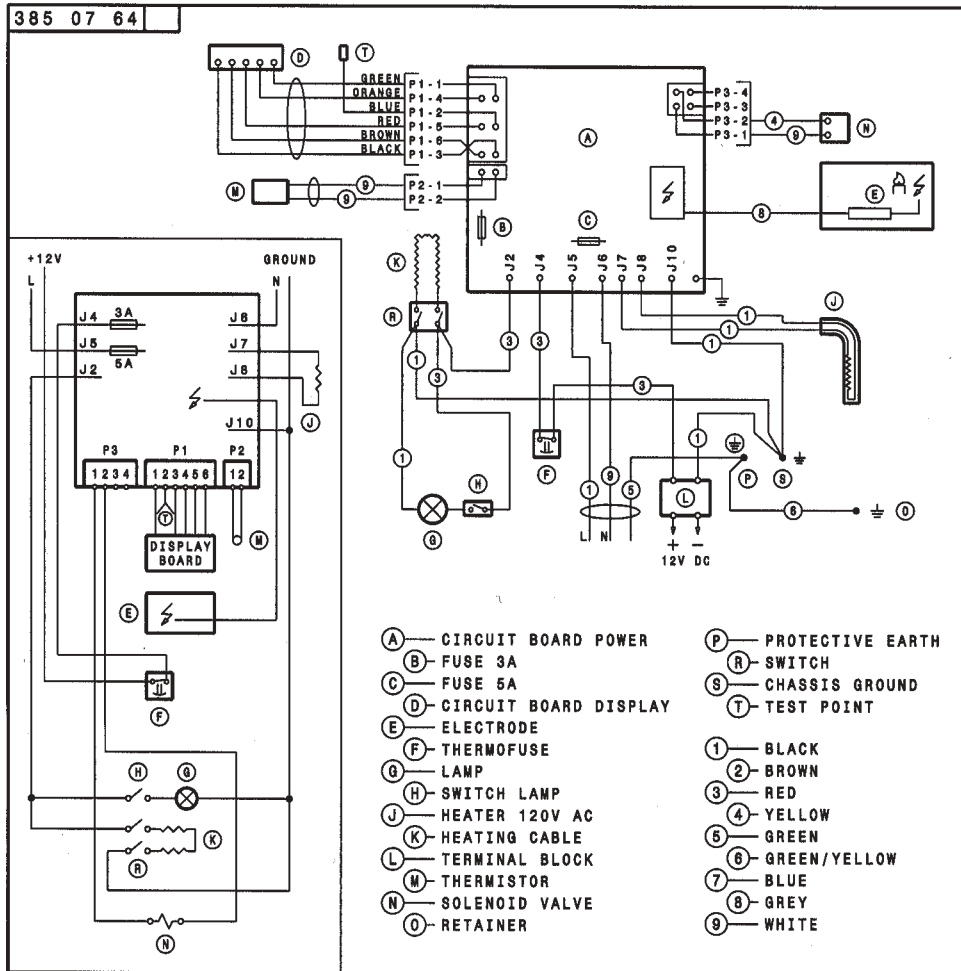 385 07 64
D
T
GREEN P1-1
ORANGE P1-4
BLUE P1-2
RED P1-5
BROWN P1-6
BLACK P1-3
M
9 P2-1
9 P2-2
A
P3-4
P3-3
P3-2 4
P3-1 9
N
E
8
B
C
K
J2 J4 J5 J6 J7 J8 J10
R
1 3 3 3
1
1
1
J
3
1
F
1
H
G
1 9 5
L N
L
+ -
12V DC
P
S
6
O
+12V
GROUND
L
N
J4 3A
J5
5A
J2
J6
J7
J8
J10
J
P3 P1 P2
1234 123456 12
T
M
DISPLAY
BOARD
E
F
H G
K
R
N
A CIRCUIT BOARD POWER
B FUSE 3A
C FUSE 5A
D CIRCUIT BOARD DISPLAY
E ELECTRODE
F THERMOFUSE
G LAMP
H SWITCH LAMP
J HEATER 120V AC
K HEATING CABLE
L TERMINAL BLOCK
M THERMISTOR
N SOLENOID VALVE
O RETAINER
P PROTECTIVE EARTH
R SWITCH
S CHASSIS GROUND
T TEST POINT
1 BLACK
2 BROWN
3 RED
4 YELLOW
5 GREEN
6 GREEN/YELLOW
7 BLUE
8 GREY
9 WHITE